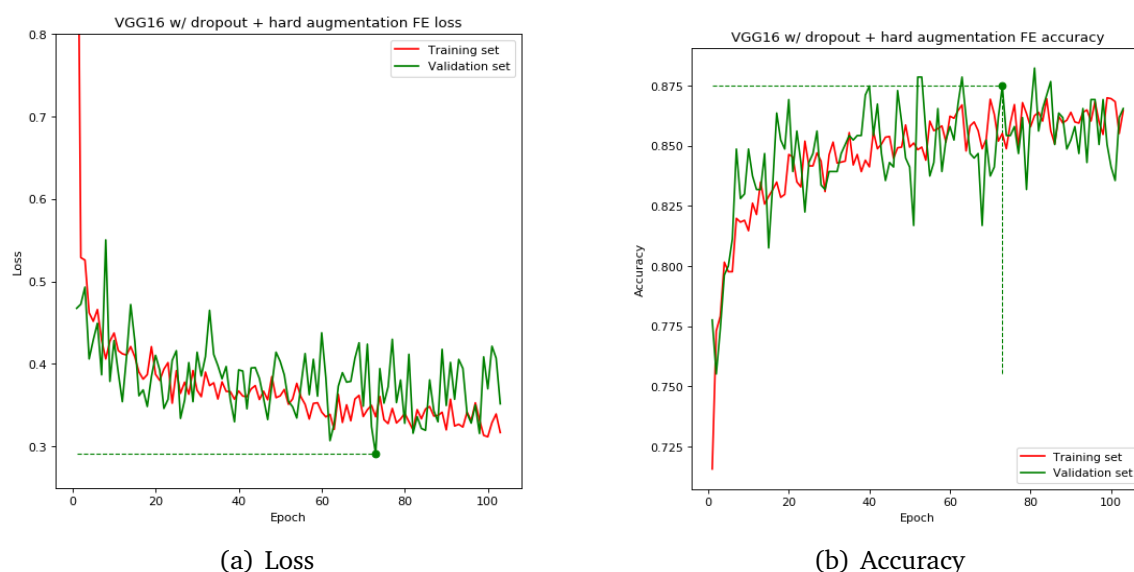 VGG16 w/ dropout + hard augmentation FE loss
0.8
0.7
0.6
0.5
0.4
0.3
Loss
0 20 40 60 80 100
Epoch
Training set
Validation set
(a) Loss
VGG16 w/ dropout + hard augmentation FE accuracy
0.875
0.850
0.825
0.800
0.775
0.750
0.725
Accuracy
0 20 40 60 80 100
Epoch
Training set
Validation set
(b) Accuracy